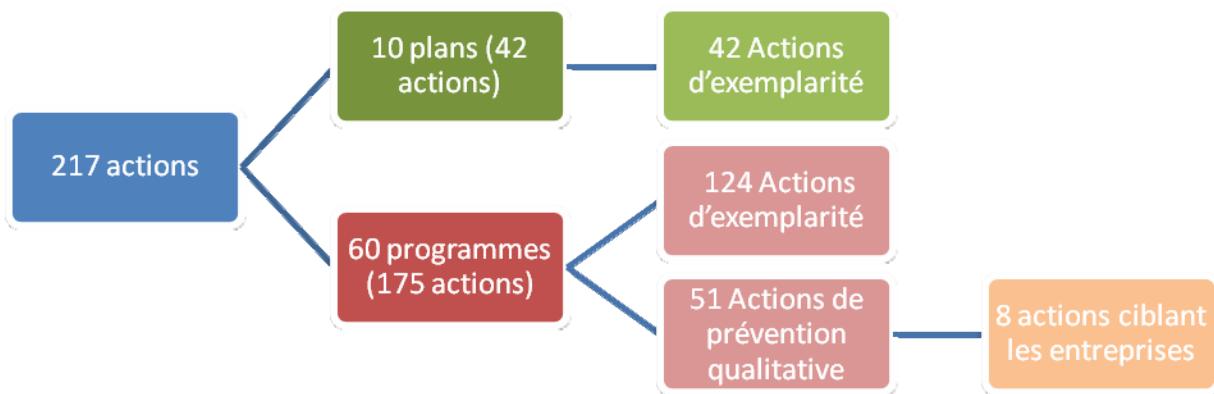 217 actions
10 plans (42
actions)
42 Actions
d’exemplarité
60 programmes
(175 actions)
124 Actions
d’exemplarité
51 Actions de
prévention
qualitative
8 actions ciblant
les entreprises